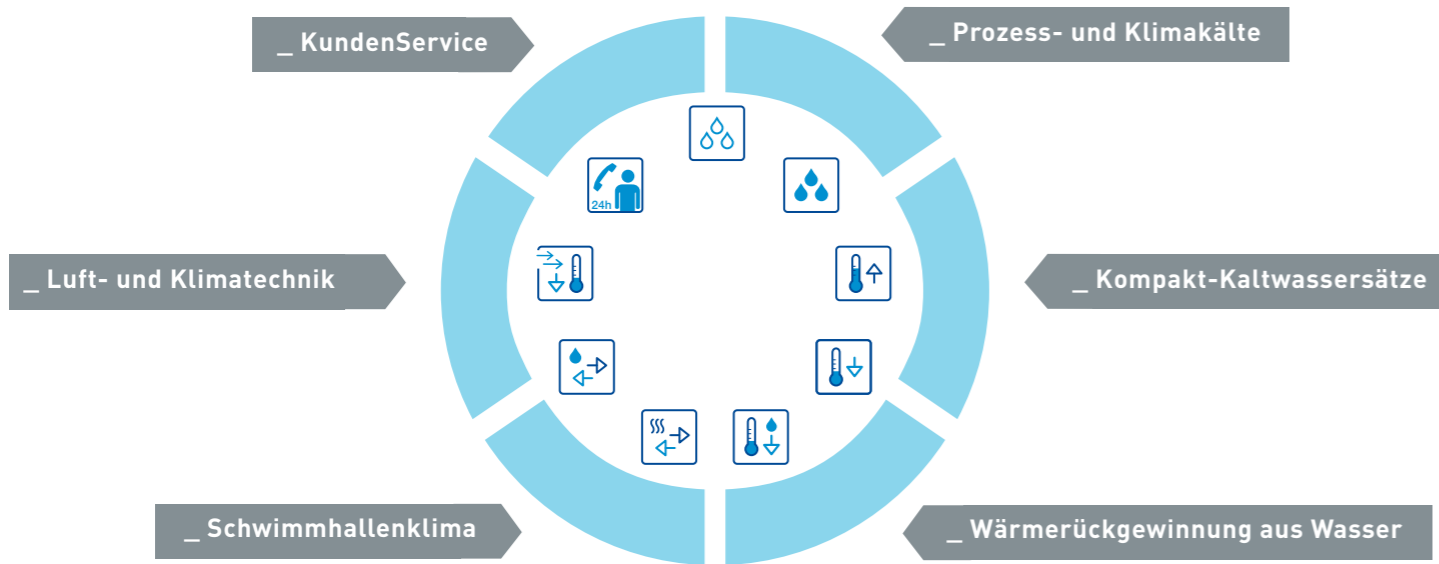 _ KundenService
_ Prozess- und Klimakälte
24h
_ Luft- und Klimatechnik
_ Kompakt-Kaltwassersätze
_ Schwimmhallenklima
_ Wärmerückgewinnung aus Wasser